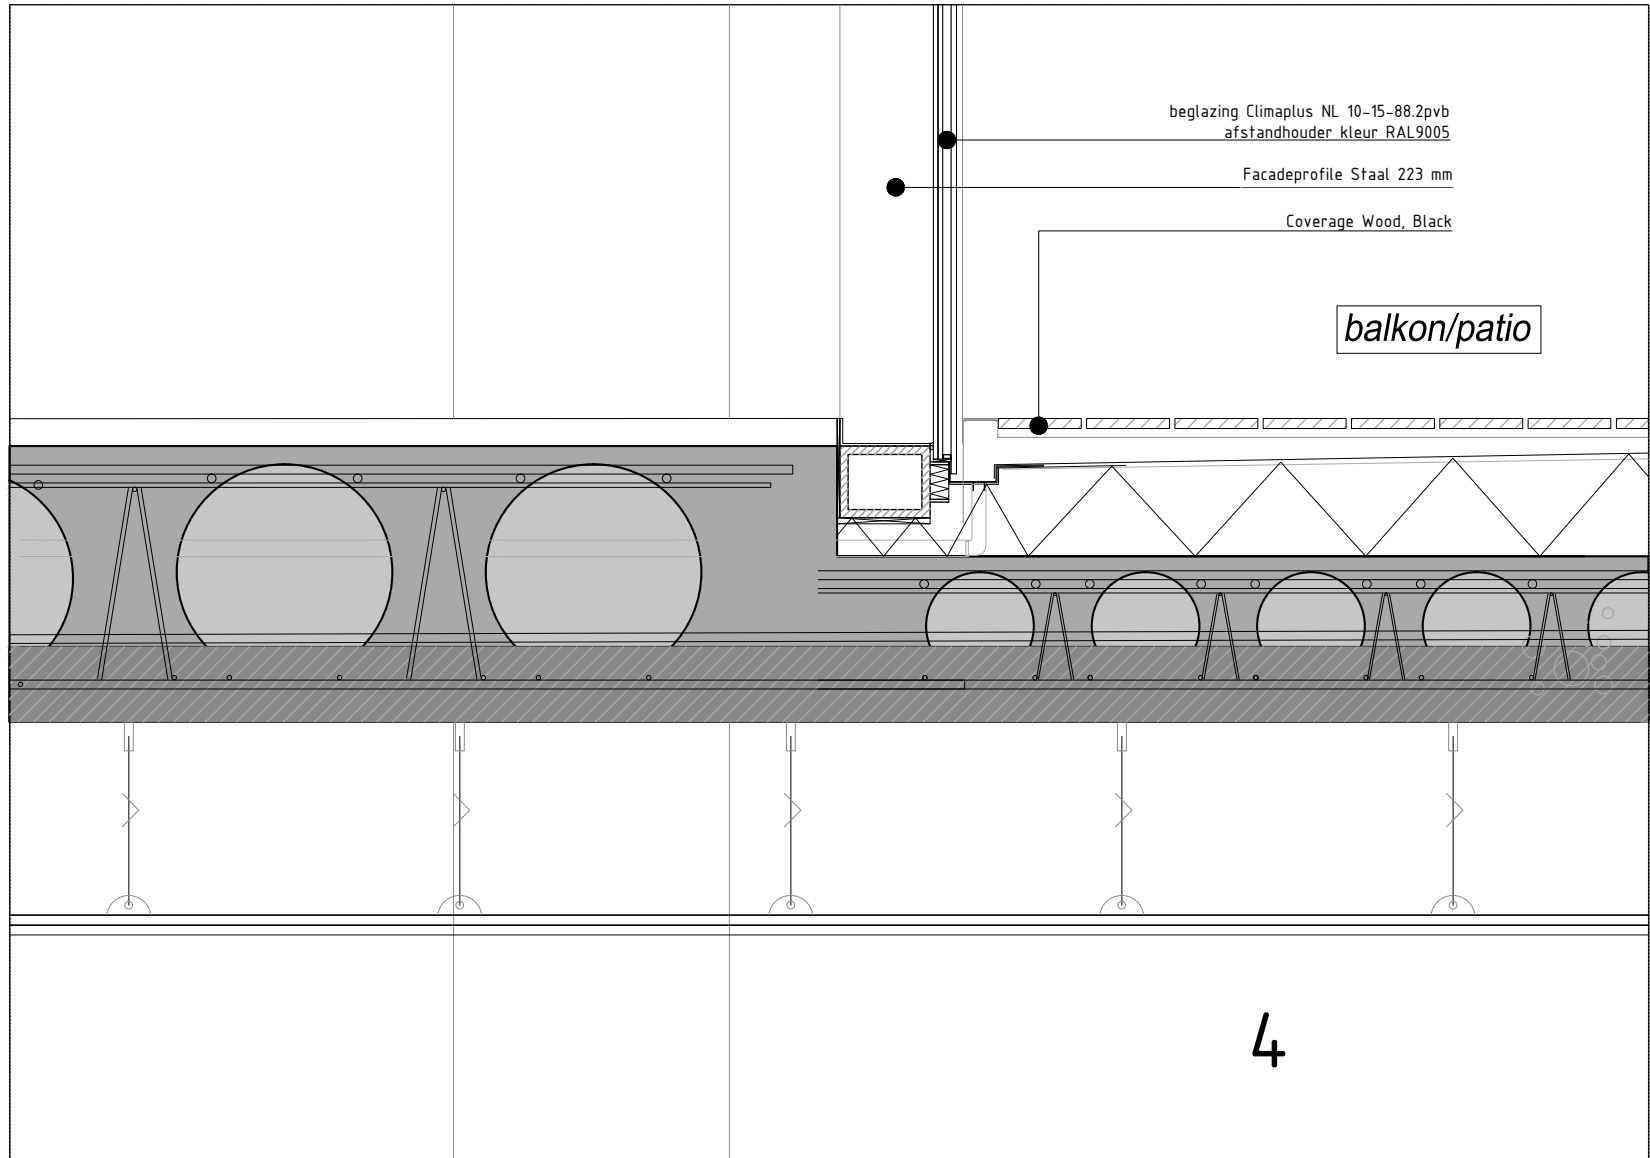 beglazing Climaplus NL 10-15-88.2pvb
afstandhouder kleur RAL9005
Facadeprofile Staal 223 mm
Coverage Wood, Black
balkon/patio
4